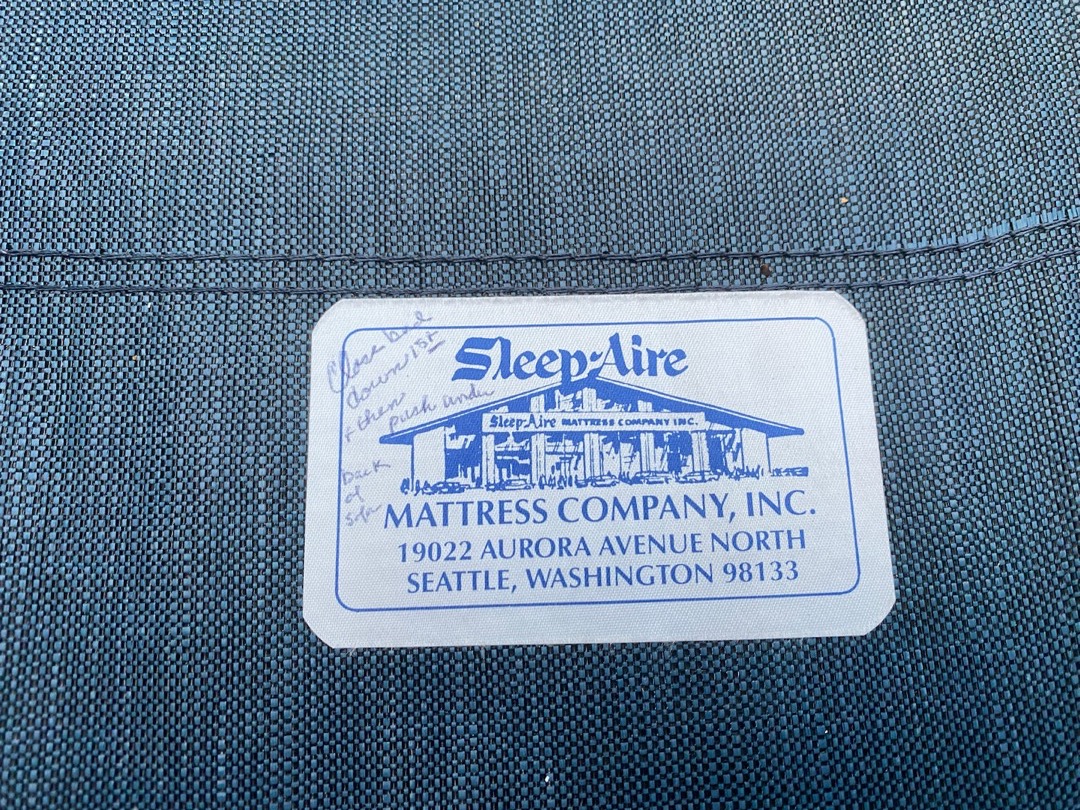 Close bed
down 1st
+ then
push under
back
of
sofa
Sleep-Aire
Sleep-Aire MATTRESS COMPANY INC.
MATTRESS COMPANY, INC.
19022 AURORA AVENUE NORTH
SEATTLE, WASHINGTON 98133